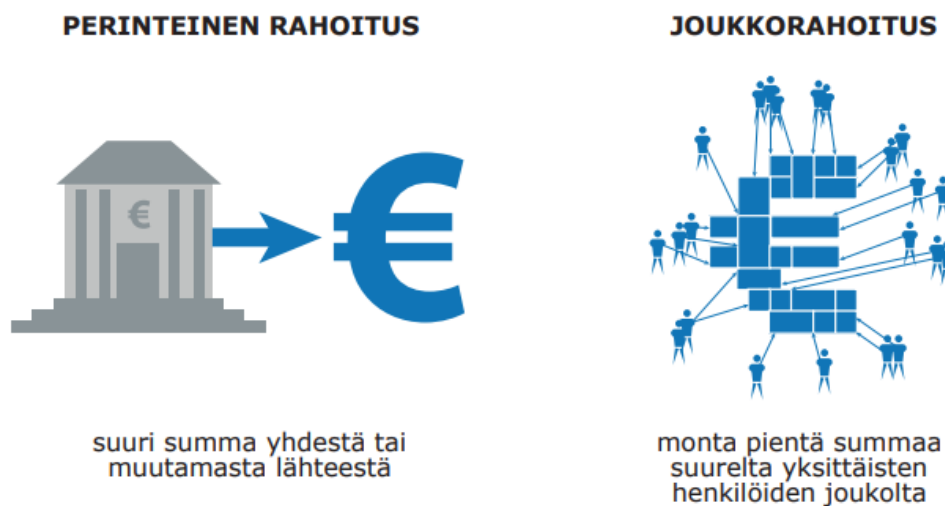 PERINTEINEN RAHOITUS
€
€
suuri summa yhdestä tai
muutamasta lähteestä
JOUKKORAHOITUS
monta pientä summaa
suurelta yksittäisten
henkilöiden joukolta